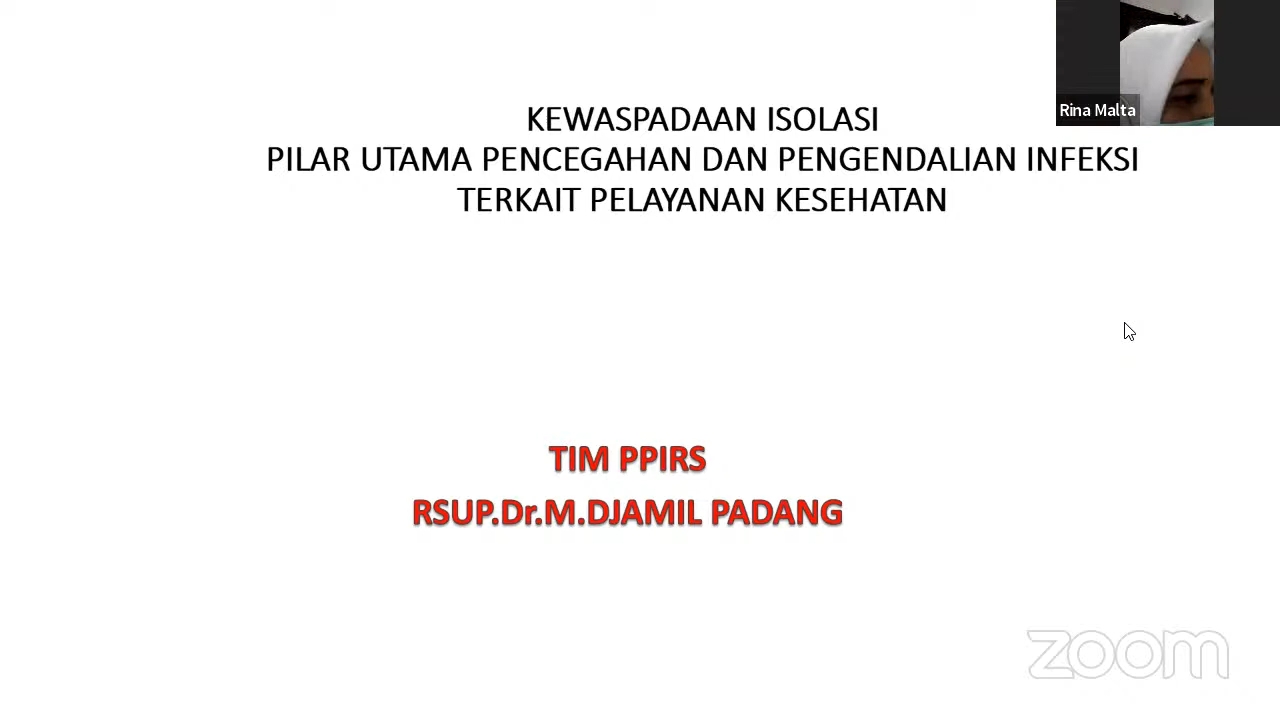 Rina Malta
KEWASPADAAN ISOLASI
PILAR UTAMA PENCEGAHAN DAN PENGENDALIAN INFEKSI
TERKAIT PELAYANAN KESEHATAN
TIM PPIRS
RSUP.Dr.M.DJAMIL PADANG
zoom